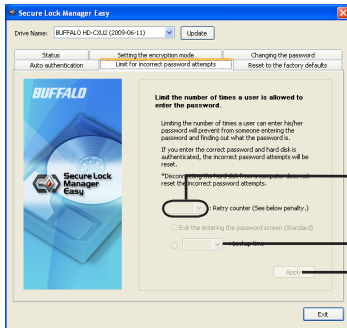 Secure Lock Manager Easy
Drive Name: BUFFALO HD-CXU2 (2009-06-11) Update
Status Setting the encryption mode Changing the password
Auto authentication Limit for incorrect password attempts Reset to the factory defaults
BUFFALO
Limit the number of times a user is allowed to
enter the password.
Limiting the number of times a user can enter his/her
password will prevent from someone entering the
password and finding out what the password is.
If you enter the correct password and hard disk is
authenticated, the incorrect password attempts will be
reset.
*Disconnecting the hard disk from a computer does not
reset the incorrect password attempts.
Secure Lock
Manager
Easy
: Retry counter (See below penalty.)
Exit the entering the password screen (Standard)
: Lockup time
Apply
Exit